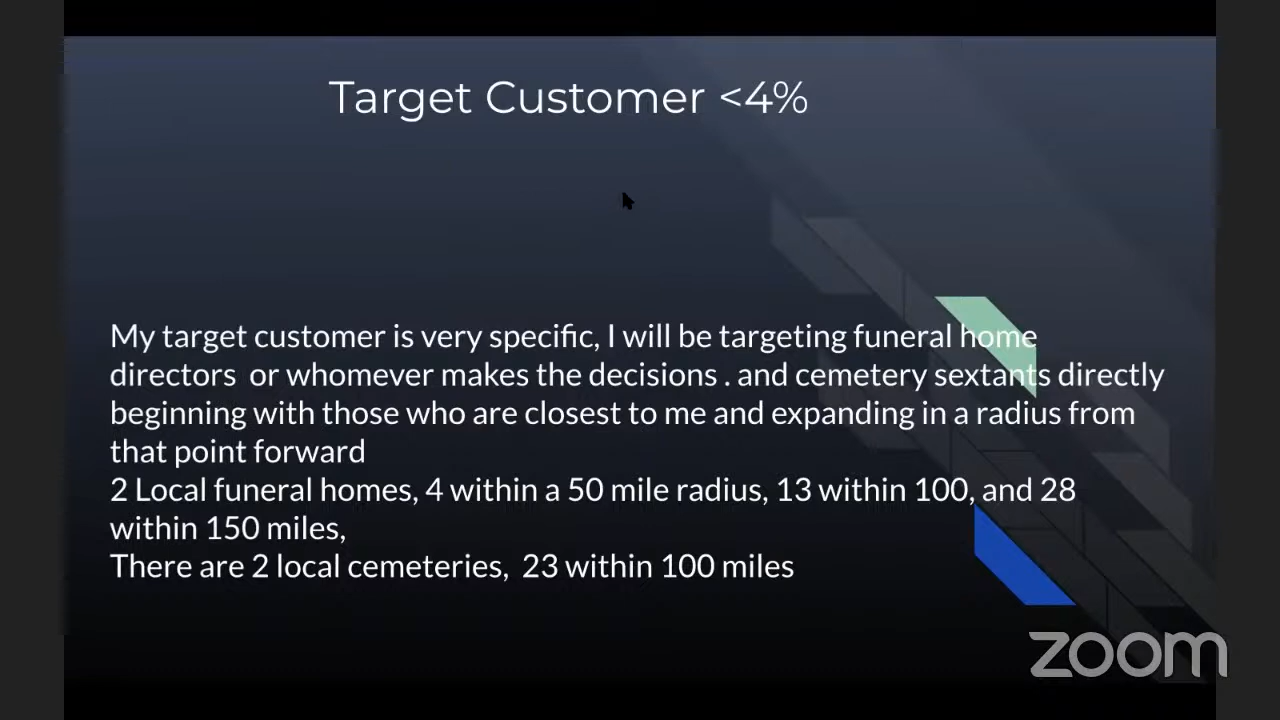 Target Customer <4%
My target customer is very specific, I will be targeting funeral home
directors  or whomever makes the decisions . and cemetery sextants directly
beginning with those who are closest to me and expanding in a radius from
that point forward
2 Local funeral homes, 4 within a 50 mile radius, 13 within 100, and 28
within 150 miles,
There are 2 local cemeteries,  23 within 100 miles
zoom